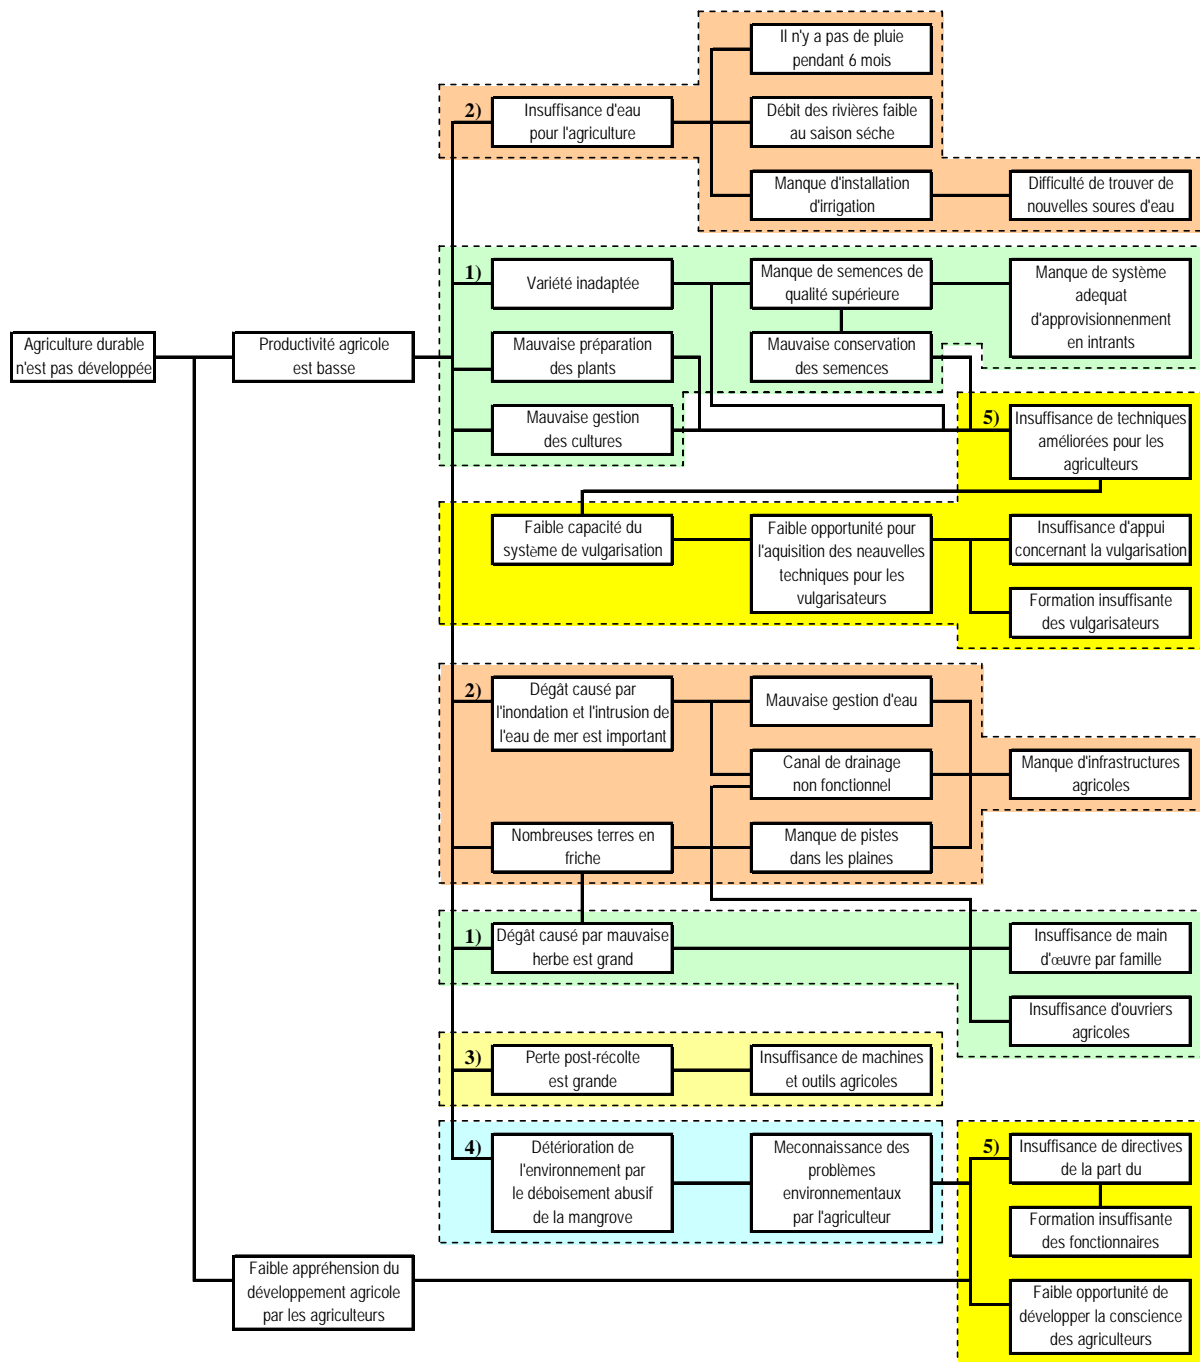 Il n'y a pas de pluie
pendant 6 mois
2)
Insuffisance d'eau
pour l'agriculture
Débit des rivières faible
au saison séche
Manque d'installation
d'irrigation
Difficulté de trouver de
nouvelles soures d'eau
1)
Variété inadaptée
Manque de semences de
qualité supérieure
Manque de système
adequat
d'approvisionnenment
en intrants
Agriculture durable
n'est pas développée
Productivité agricole
est basse
Mauvaise préparation
des plants
Mauvaise conservation
des semences
Mauvaise gestion
des cultures
5)
Insuffisance de techniques
améliorées pour les
agriculteurs
Faible capacité du
système de vulgarisation
Faible opportunité pour
l'aquisition des neauvelles
techniques pour les
vulgarisateurs
Insuffisance d'appui
concernant la vulgarisation
Formation insuffisante
des vulgarisateurs
2)
Dégât causé par
l'inondation et l'intrusion de
l'eau de mer est important
Mauvaise gestion d'eau
Canal de drainage
non fonctionnel
Manque d'infrastructures
agricoles
Nombreuses terres en
friche
Manque de pistes
dans les plaines
1)
Dégât causé par mauvaise
herbe est grand
Insuffisance de main
d'œuvre par famille
Insuffisance d'ouvriers
agricoles
3)
Perte post-récolte
est grande
Insuffisance de machines
et outils agricoles
4)
Détérioration de
l'environnement par
le déboisement abusif
de la mangrove
Meconnaissance des
problèmes
environnementaux
par l'agriculteur
5)
Insuffisance de directives
de la part du
Formation insuffisante
des fonctionnaires
Faible appréhension du
développement agricole
par les agriculteurs
Faible opportunité de
développer la conscience
des agriculteurs